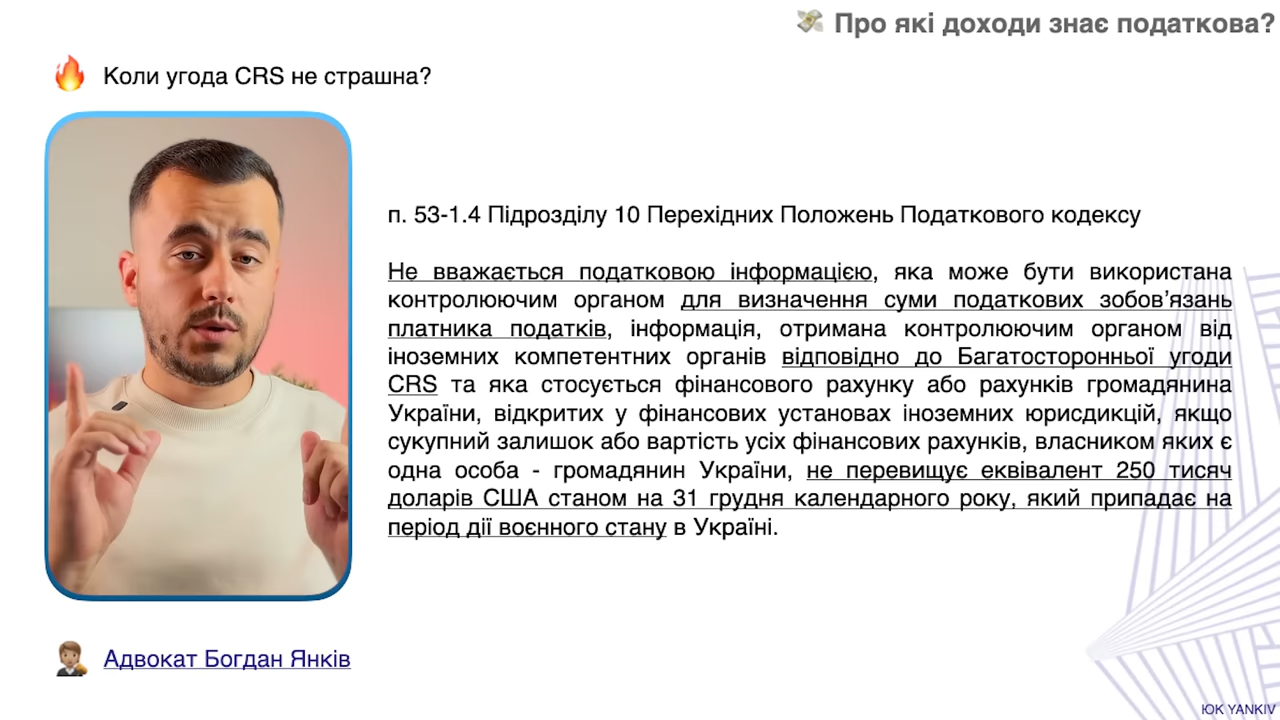 Про які доходи знає податкова?
Коли угода CRS не страшна?
п. 53-1.4 Підрозділу 10 Перехідних Положень Податкового кодексу
Не вважається податковою інформацією, яка може бути використана
контролюючим органом для визначення суми податкових зобов’язань
платника податків, інформація, отримана контролюючим органом від
іноземних компетентних органів відповідно до Багатосторонньої угоди
CRS та яка стосується фінансового рахунку або рахунків громадянина
України, відкритих у фінансових установах іноземних юрисдикцій, якщо
сукупний залишок або вартість усіх фінансових рахунків, власником яких є
одна особа - громадянин України, не перевищує еквівалент 250 тисяч
доларів США станом на 31 грудня календарного року, який припадає на
період дії воєнного стану в Україні.
Адвокат Богдан Янків
ЮК YANKIV